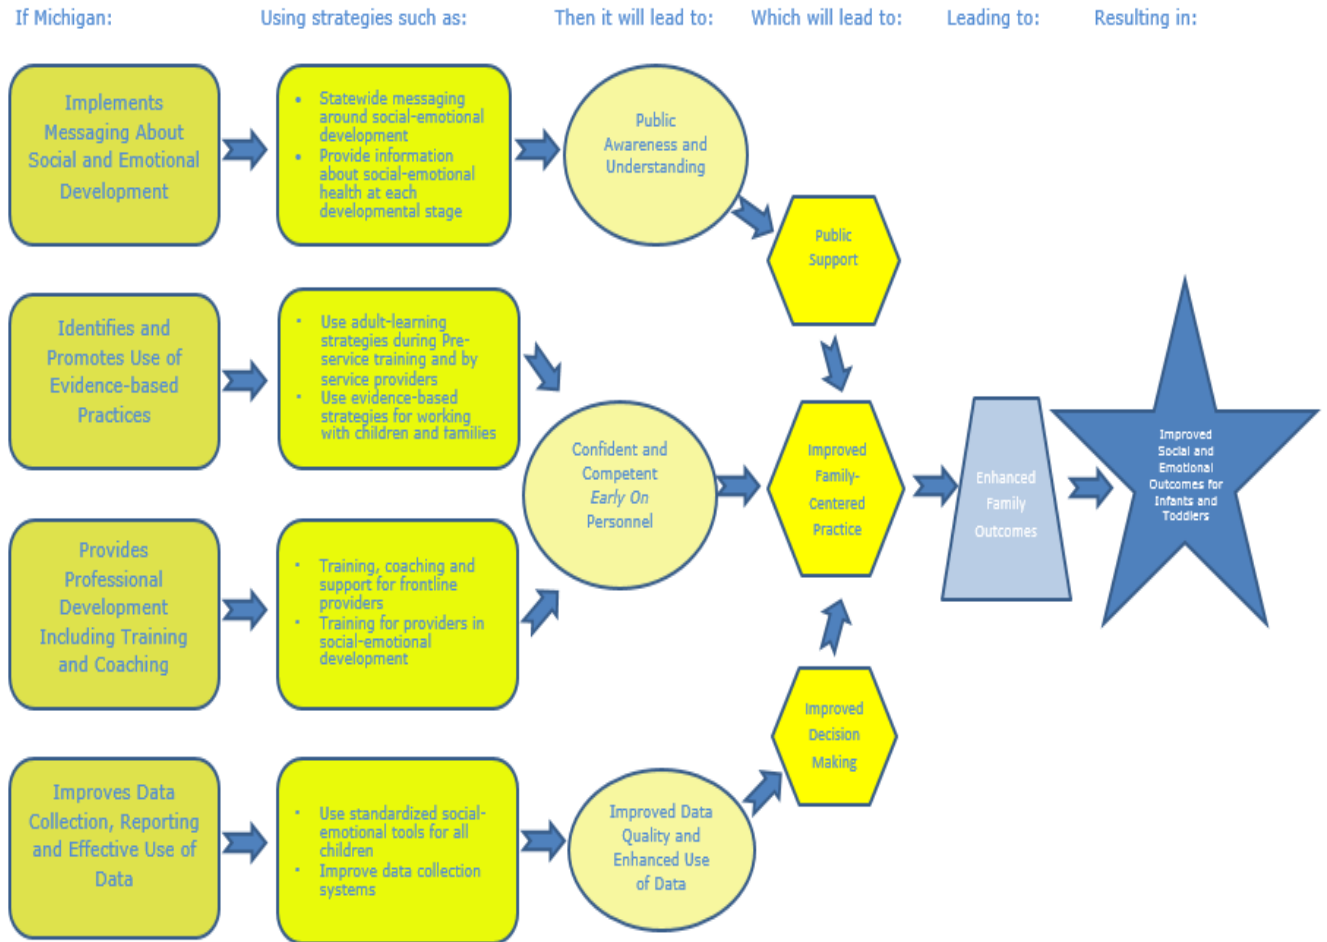 If Michigan:
Using strategies such as:
Then it will lead to:
Which will lead to:
Leading to:
Resulting in:
Implements
Messaging About
Social and Emotional
Development
• Statewide messaging
around social-emotional
development
• Provide information
about social-emotional
health at each
developmental stage
Public
Awareness and
Understanding
Public
Support
Identifies and
Promotes Use of
Evidence-based
Practices
• Use adult-learning
strategies during Pre-
service training and by
service providers
• Use evidence-based
strategies for working
with children and families
Confident and
Competent
Early On
Personnel
Improved
Family-
Centered
Practice
Enhanced
Family
Outcomes
Improved
Social and
Emotional
Outcomes for
Infants and
Toddlers
Provides
Professional
Development
Including Training
and Coaching
• Training, coaching and
support for frontline
providers
• Training for providers in
social-emotional
development
Improved
Decision
Making
Improves Data
Collection, Reporting
and Effective Use of
Data
• Use standardized social-
emotional tools for all
children
• Improve data collection
systems
Improved Data
Quality and
Enhanced Use
of Data